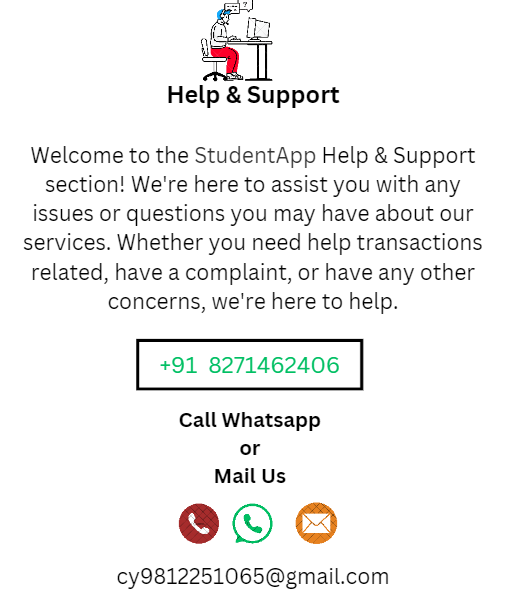 ?
Help & Support
Welcome to the StudentApp Help & Support
section! We're here to assist you with any
issues or questions you may have about our
services. Whether you need help transactions
related, have a complaint, or have any other
concerns, we're here to help.
+91 8271462406
Call Whatsapp
or
Mail Us
cy9812251065@gmail.com